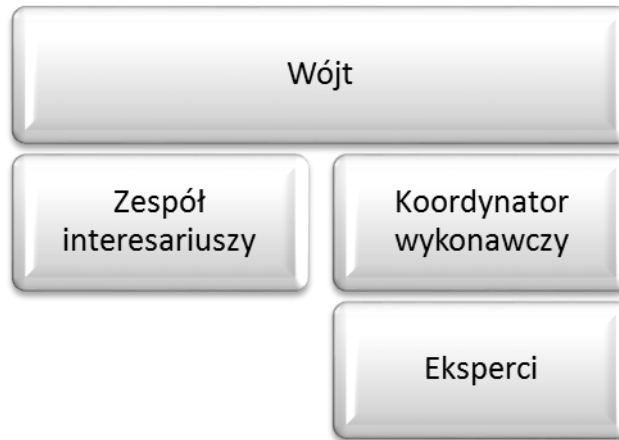 Wójt
Zespół
interesariuszy
Koordynator
wykonawczy
Eksperci